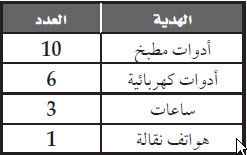 الهدية العدد
أدوات مطبخ 10
أدوات كهربائية 6
ساعات 3
هواتف نقالة 1